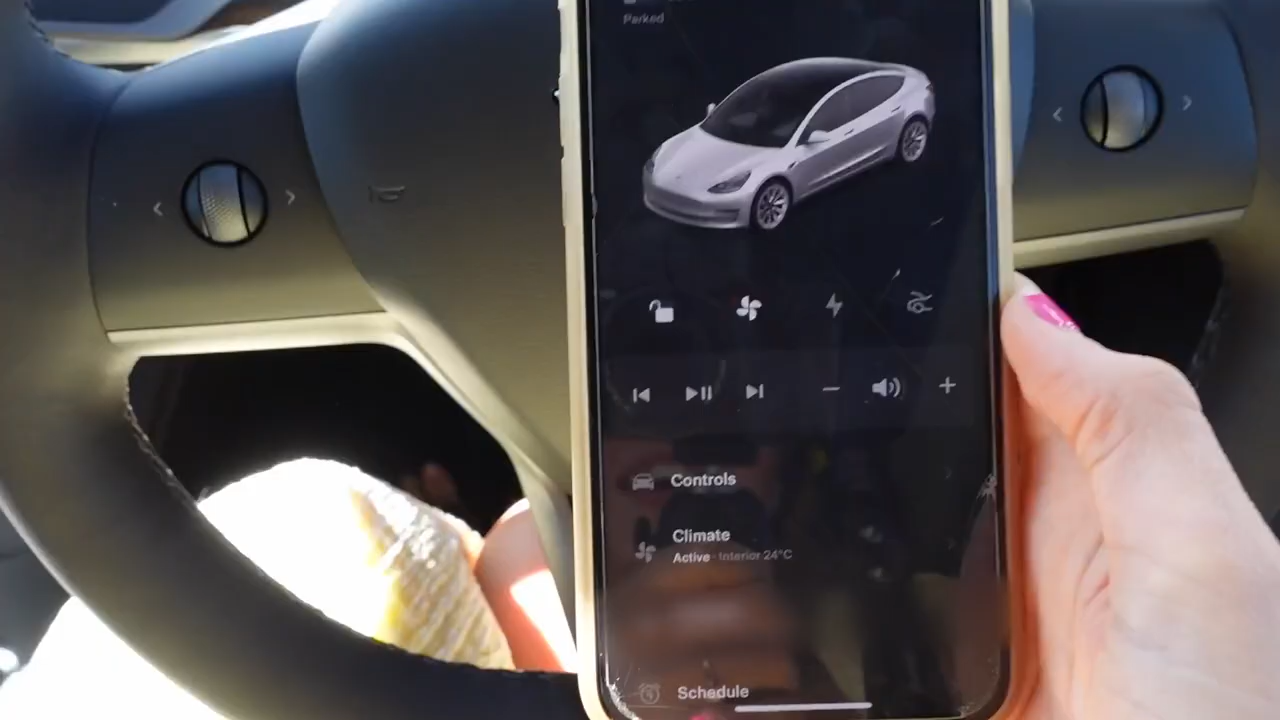 Parked
Controls
Climate
Active · Interior 24°C
Schedule